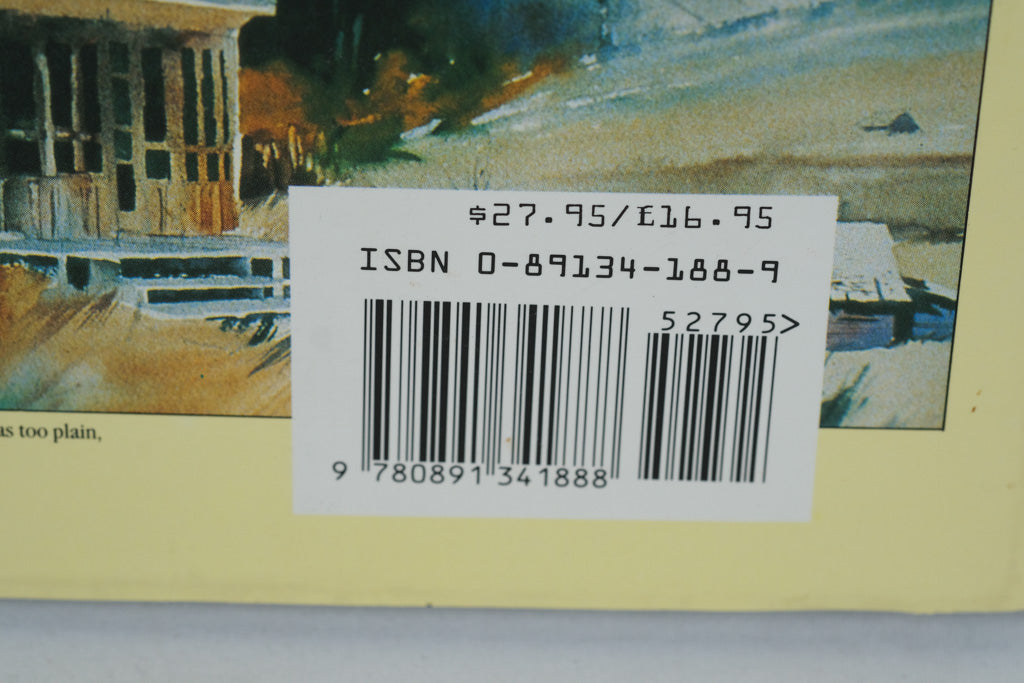 $27.95/£16.95
ISBN 0-89134-188-9
52795>
9 780891 341888
as too plain,